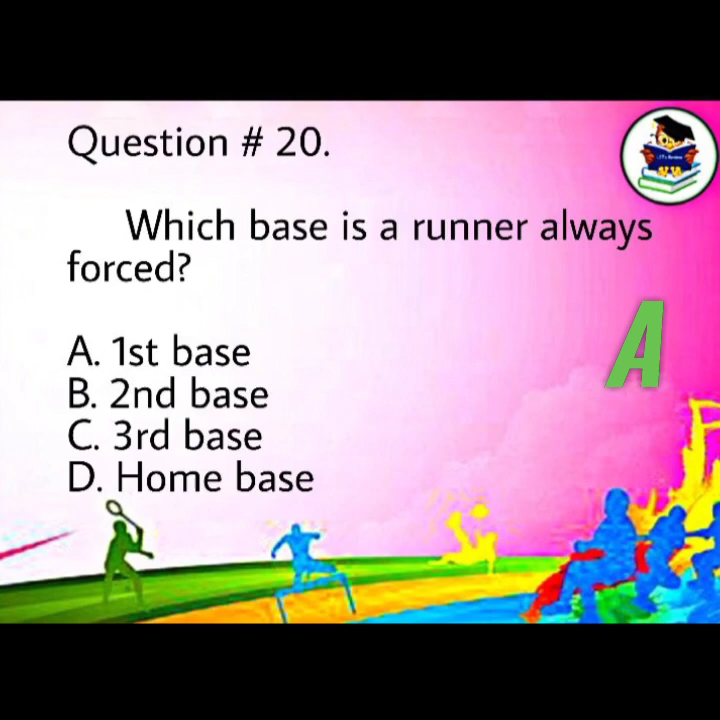 Question # 20.
Which base is a runner always
forced?
A. 1st base
A
B. 2nd base
C. 3rd base
D. Home base